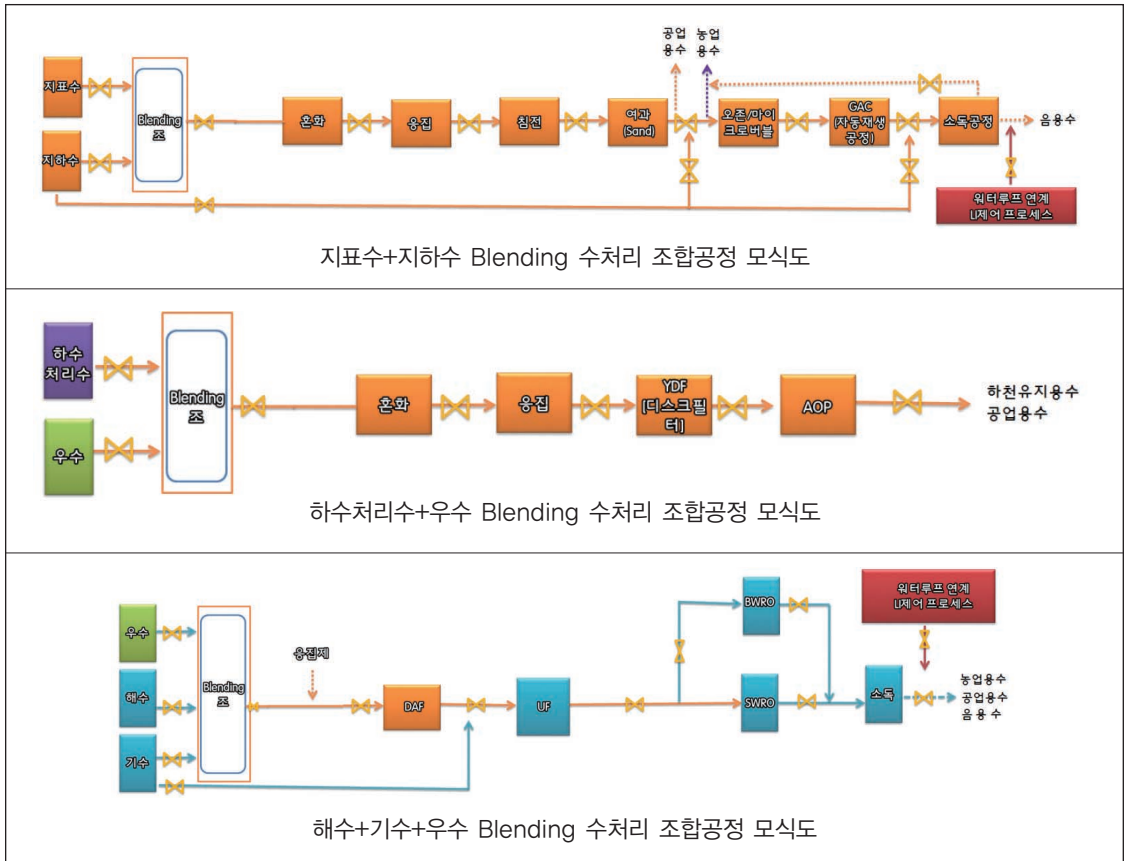 공업
용수
농업
용수
지표수
지하수
Blending
조
혼화
응집
침전
여과
(Sand)
오존/마이
크로버블
GAC
(자동재생
공정)
소독공정
음용수
워터루프 연계
LI제어 프로세스
지표수+지하수 Blending 수처리 조합공정 모식도
하수
처리수
우수
Blending
조
혼화
응집
YDF
[디스크필
터]
AOP
하천유지용수
공업용수
하수처리수+우수 Blending 수처리 조합공정 모식도
우수
해수
기수
Blending
조
응집제
DAF
UF
BWRO
SWRO
소독
워터루프 연계
LI제어 프로세스
농업용수
공업용수
음 용 수
해수+기수+우수 Blending 수처리 조합공정 모식도